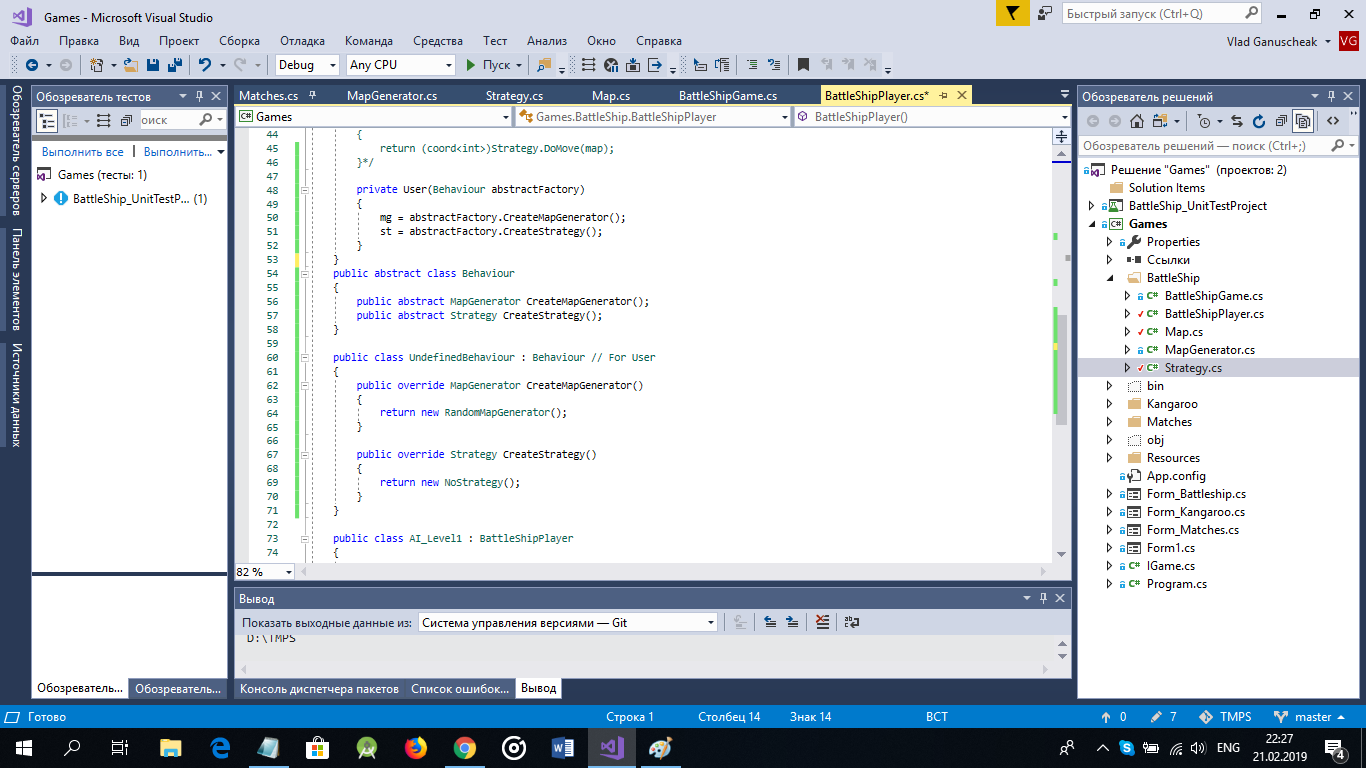 Games - Microsoft Visual Studio
Быстрый запуск (Ctrl+Q)
Файл Правка Вид Проект Сборка Отладка Команда Средства Тест Анализ Окно Справка
Vlad Ganuscheak VG
Debug Any CPU Пуск
Обозреватель серверов
Панель элементов
Источники данных
Обозреватель тестов
оиск
Выполнить все | Выполнить...
Games (тесты: 1)
BattleShip_UnitTestP... (1)
Обозреватель... Обозреватель...
Matches.cs MapGenerator.cs Strategy.cs Map.cs BattleShipGame.cs BattleShipPlayer.cs*
Games Games.BattleShip.BattleShipPlayer BattleShipPlayer()
44 {
45 return (coord<int>)Strategy.DoMove(map);
46 }*/
47
48 private User(Behaviour abstractFactory)
49 {
50 mg = abstractFactory.CreateMapGenerator();
51 st = abstractFactory.CreateStrategy();
52 }
53 }
54 public abstract class Behaviour
55 {
56 public abstract MapGenerator CreateMapGenerator();
57 public abstract Strategy CreateStrategy();
58 }
59
60 public class UndefinedBehaviour : Behaviour // For User
61 {
62 public override MapGenerator CreateMapGenerator()
63 {
64 return new RandomMapGenerator();
65 }
66
67 public override Strategy CreateStrategy()
68 {
69 return new NoStrategy();
70 }
71 }
72
73 public class AI_Level1 : BattleShipPlayer
74 {
82 %
Вывод
Показать выходные данные из: Система управления версиями — Git
D:\TMPS
Консоль диспетчера пакетов Список ошибок... Вывод
Обозреватель решений
Обозреватель решений — поиск (Ctrl+;)
Решение "Games" (проектов: 2)
Solution Items
BattleShip_UnitTestProject
Games
Properties
Ссылки
BattleShip
BattleShipGame.cs
BattleShipPlayer.cs
Map.cs
MapGenerator.cs
Strategy.cs
bin
Kangaroo
Matches
obj
Resources
App.config
Form_Battleship.cs
Form_Kangaroo.cs
Form_Matches.cs
Form1.cs
IGame.cs
Program.cs
Готово Строка 1 Столбец 14 Знак 14 ВСТ 0 7 TMPS master
ENG
22:27
21.02.2019
4